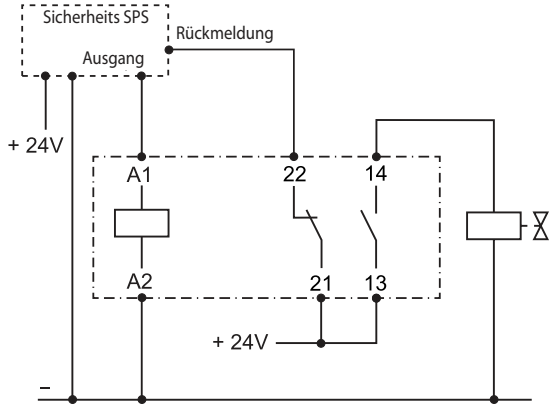 Sicherheits SPS
Rückmeldung
Ausgang
+ 24V
A1
22
14
A2
21
13
+ 24V
–